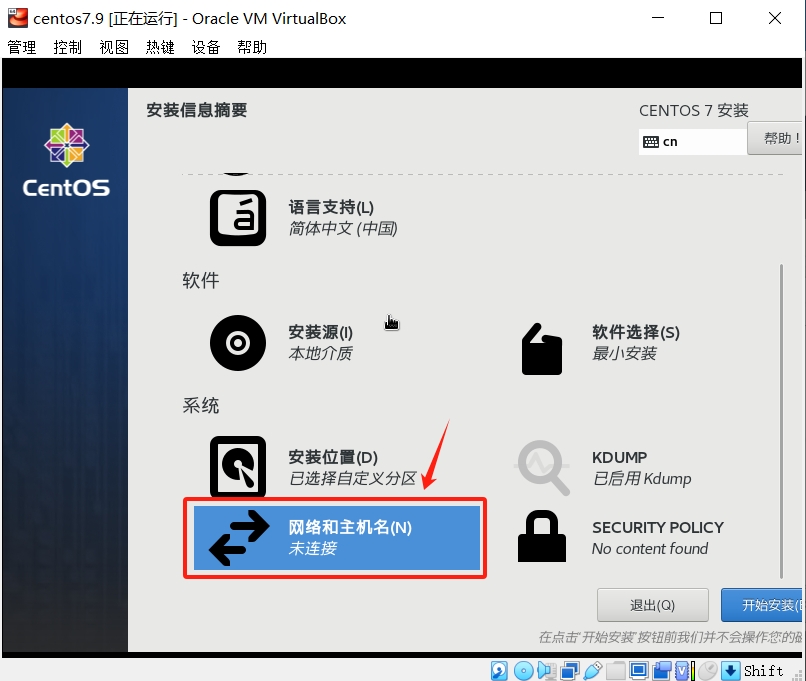 centos7.9 [正在运行] - Oracle VM VirtualBox
管理 控制 视图 热键 设备 帮助
安装信息摘要
CENTOS 7 安装
cn
帮助！
CentOS
语言支持(L)
简体中文 (中国)
软件
安装源(I)
本地介质
软件选择(S)
最小安装
系统
安装位置(D)
已选择自定义分区
KDUMP
已启用 Kdump
网络和主机名(N)
未连接
SECURITY POLICY
No content found
退出(Q)
开始安装(
在点击'开始安装'按钮前我们并不会操作您的
Shift